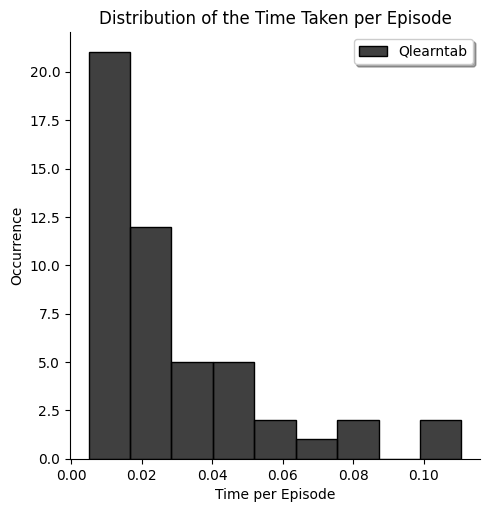 Distribution of the Time Taken per Episode
Qlearntab
20.0
17.5
15.0
12.5
10.0
7.5
5.0
2.5
0.0
Occurrence
0.00 0.02 0.04 0.06 0.08 0.10
Time per Episode